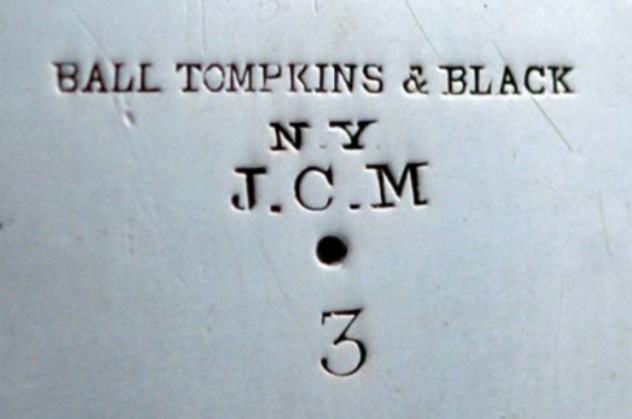 BALL TOMPKINS & BLACK
N Y
J.C.M
3